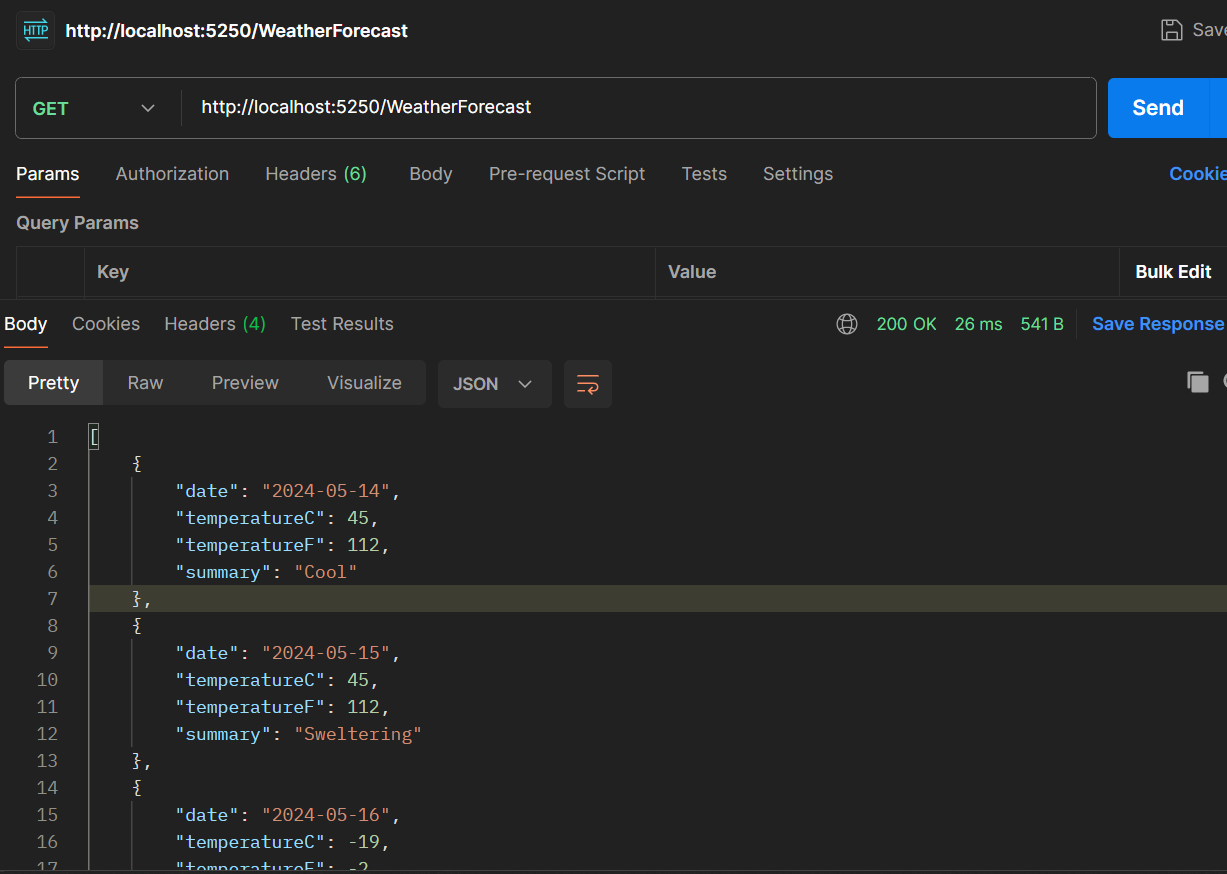 HTTP http://localhost:5250/WeatherForecast Save
GET http://localhost:5250/WeatherForecast Send
Params Authorization Headers (6) Body Pre-request Script Tests Settings Cookie
Query Params
Key Value Bulk Edit
Body Cookies Headers (4) Test Results 200 OK 26 ms 541 B Save Response
Pretty Raw Preview Visualize JSON
1 [
2 {
3 "date": "2024-05-14",
4 "temperatureC": 45,
5 "temperatureF": 112,
6 "summary": "Cool"
7 },
8 {
9 "date": "2024-05-15",
10 "temperatureC": 45,
11 "temperatureF": 112,
12 "summary": "Sweltering"
13 },
14 {
15 "date": "2024-05-16",
16 "temperatureC": -19,
17 "temperatureF": -2